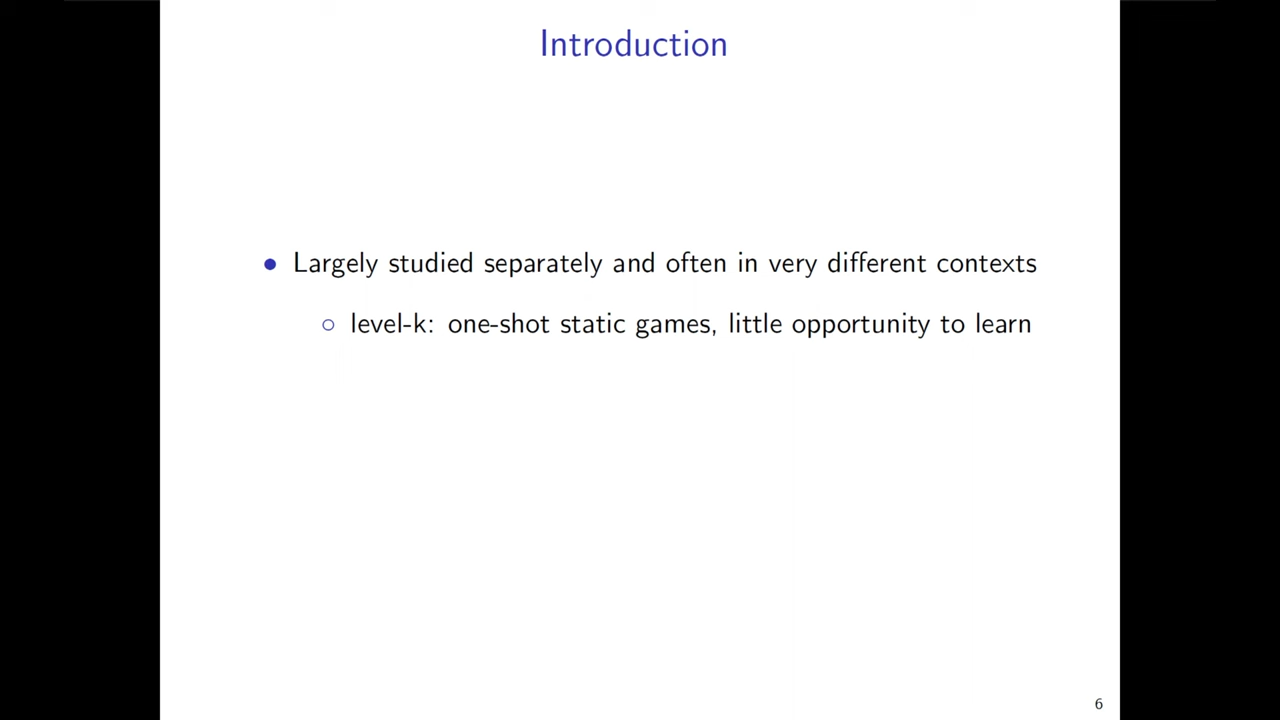 Introduction
• Largely studied separately and often in very different contexts
○ level-k: one-shot static games, little opportunity to learn
6